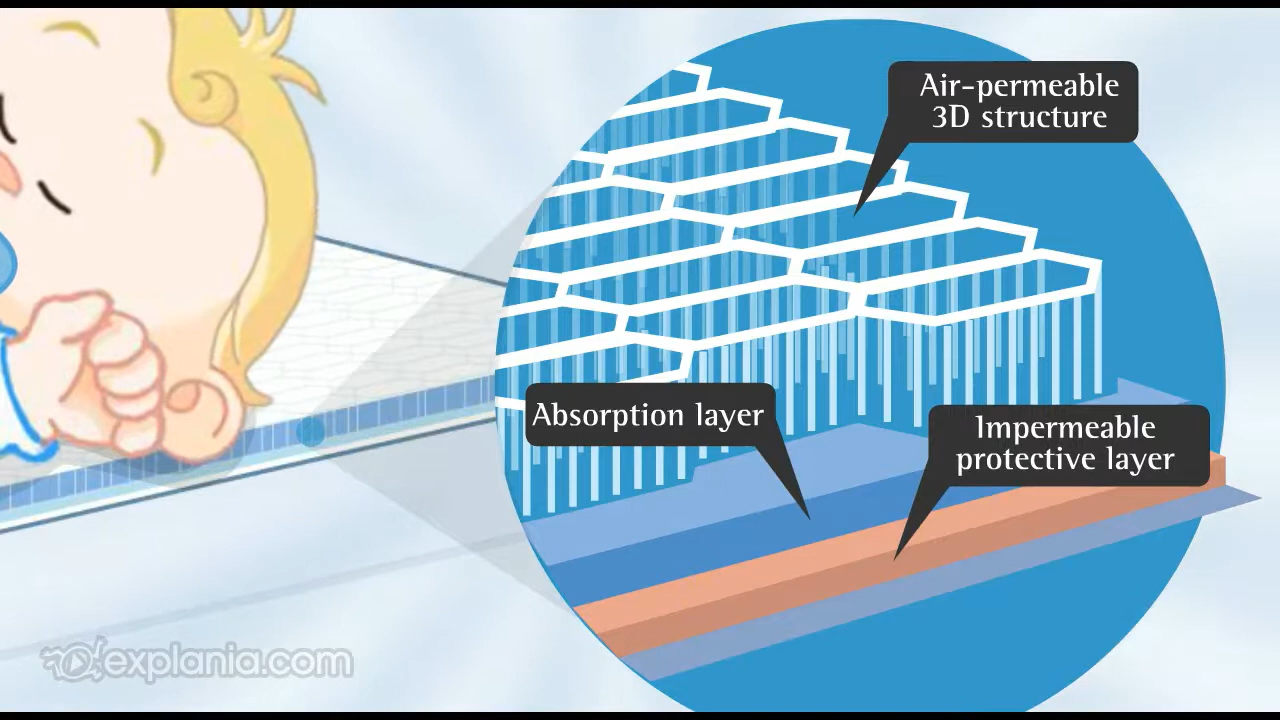 Air-permeable
3D structure
Absorption layer
Impermeable
protective layer
explania.com